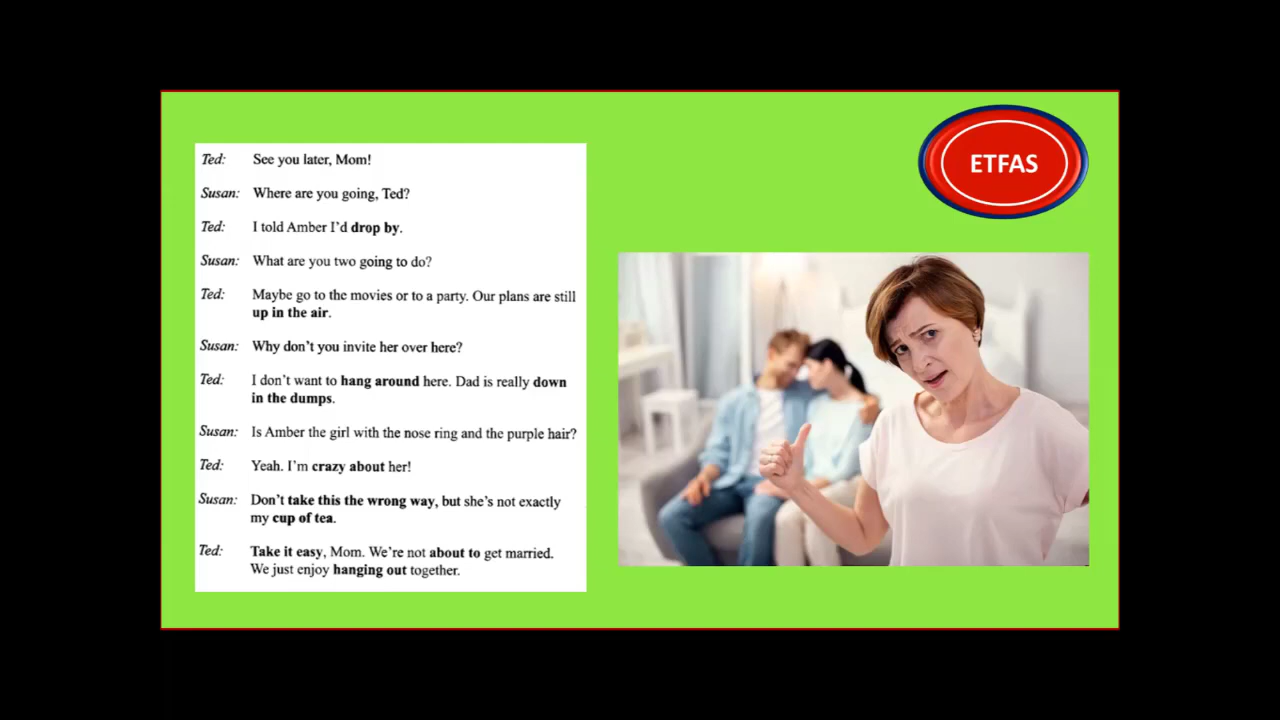 ETFAS
Ted: See you later, Mom!
Susan: Where are you going, Ted?
Ted: I told Amber I'd drop by.
Susan: What are you two going to do?
Ted: Maybe go to the movies or to a party. Our plans are still
up in the air.
Susan: Why don't you invite her over here?
Ted: I don't want to hang around here. Dad is really down
in the dumps.
Susan: Is Amber the girl with the nose ring and the purple hair?
Ted: Yeah. I'm crazy about her!
Susan: Don't take this the wrong way, but she's not exactly
my cup of tea.
Ted: Take it easy, Mom. We're not about to get married.
We just enjoy hanging out together.